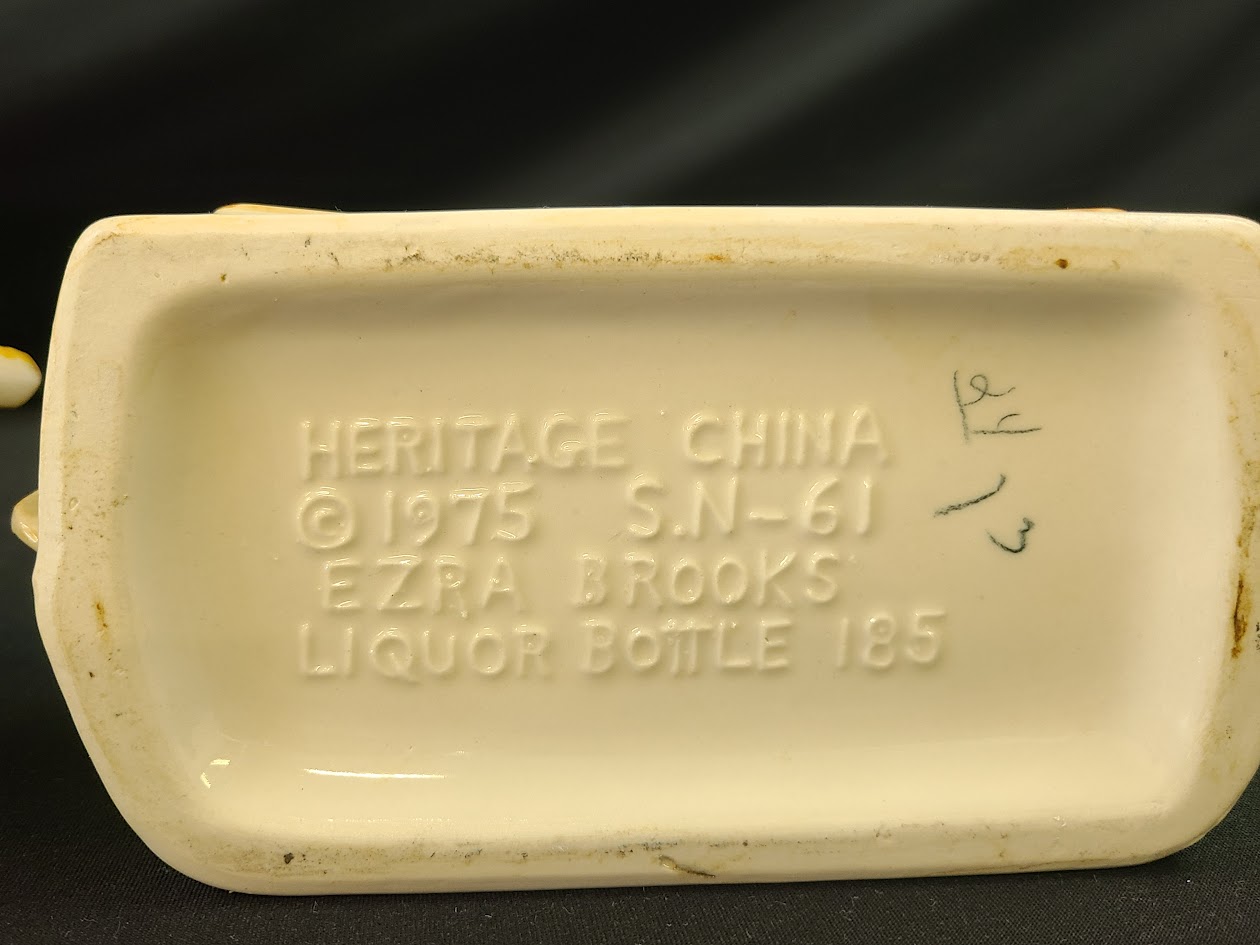 HERITAGE CHINA
©1975 S.N-61
EZRA BROOKS
LIQUOR BOTTLE 185